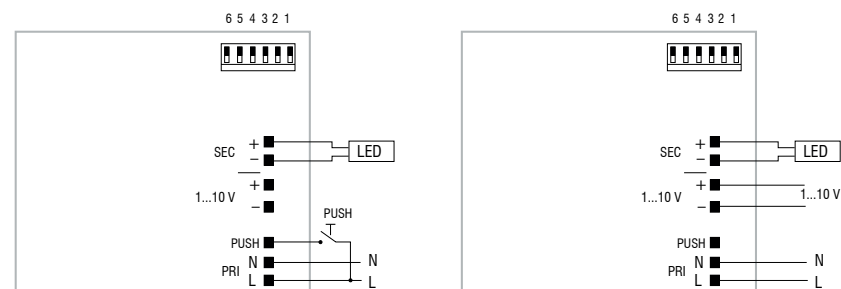 6 5 4 3 2 1
SEC + LED
–
+
1...10 V
–
PUSH
PUSH
PRI N N
L L
6 5 4 3 2 1
SEC + LED
–
+
1...10 V 1...10 V
–
PUSH
PRI N N
L L